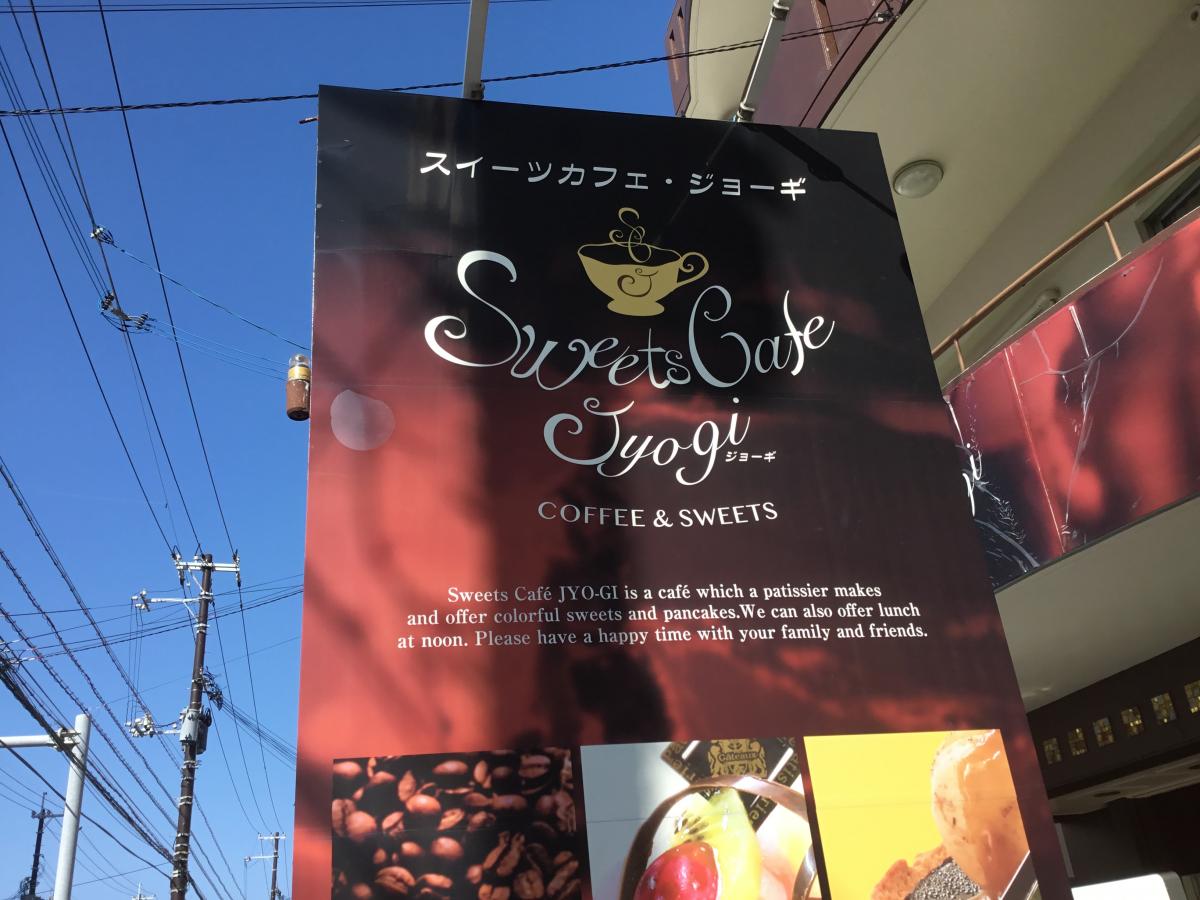 スイーツカフェ・ジョーギ
Sweets Cafe
Jyogi
ジョーギ
COFFEE & SWEETS
Sweets Café JYO-GI is a café which a patissier makes
and offer colorful sweets and pancakes.We can also offer lunch
at noon. Please have a happy time with your family and friends.
Gâteaux